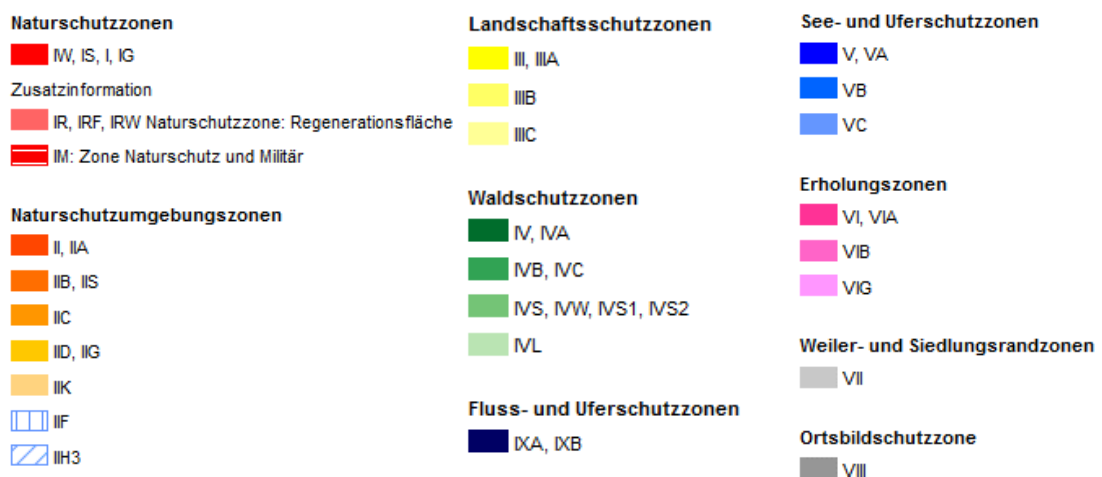 Naturschutzzonen
IW, IS, I, IG
Zusatzinformation
IR, IRF, IRW Naturschutzzone: Regenerationsfläche
IM: Zone Naturschutz und Militär
Naturschutzumgebungszonen
II, IIA
IIB, IIS
IIC
IID, IIG
IIK
IIF
IIH3
Landschaftsschutzzonen
III, IIIA
IIIB
IIIC
Waldschutzzonen
IV, IVA
IVB, IVC
IVS, IVW, IVS1, IVS2
IVL
Fluss- und Uferschutzzonen
IXA, IXB
See- und Uferschutzzonen
V, VA
VB
VC
Erholungszonen
VI, VIA
VIB
VIG
Weiler- und Siedlungsrandzonen
VII
Ortsbildschutzzone
VIII